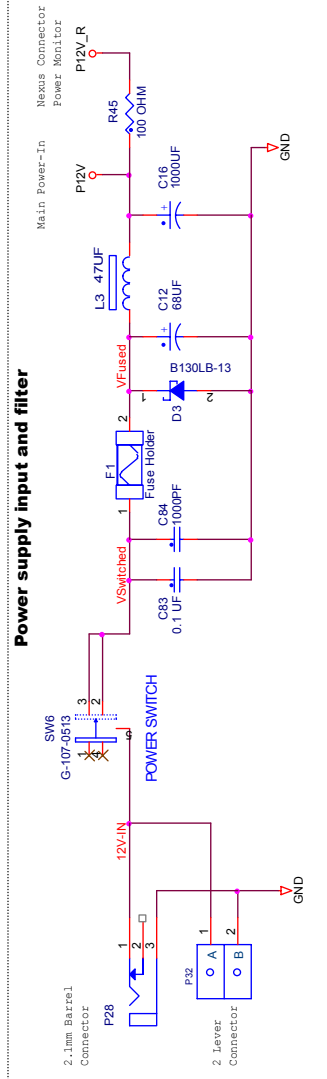 Power supply input and filter
2.1mm Barrel
Connector
P28
1
2
3
2 Lever
Connector
P32
A
B
1
2
GND
12V-IN
SW6
G-107-0513
1
4
3
2
5
POWER SWITCH
VSwitched
C83
0.1 UF
C84
1000PF
1
F1
Fuse Holder
2
VFused
1
2
D3
B130LB-13
C12
68UF
L3 47UF
C16
1000UF
Main Power-In
P12V
R45
100 OHM
Nexus Connector
Power Monitor
P12V_R
GND